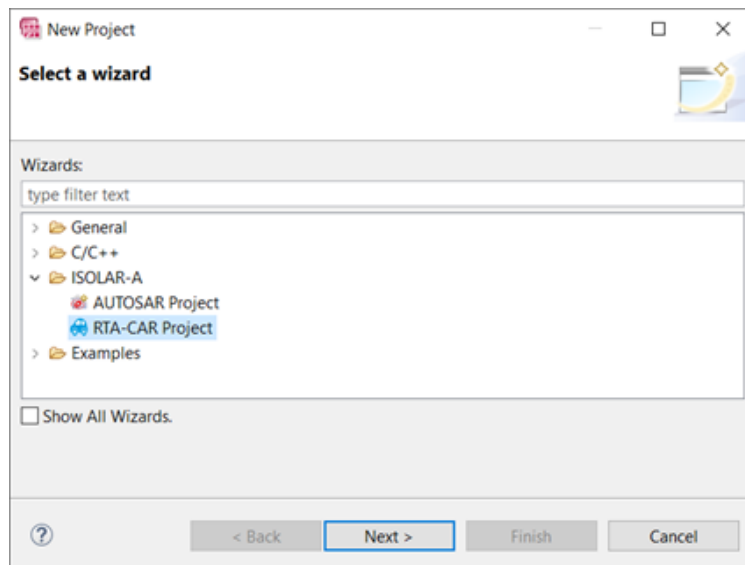 New Project
Select a wizard
Wizards:
type filter text
General
C/C++
ISOLAR-A
AUTOSAR Project
RTA-CAR Project
Examples
Show All Wizards.
? < Back Next > Finish Cancel